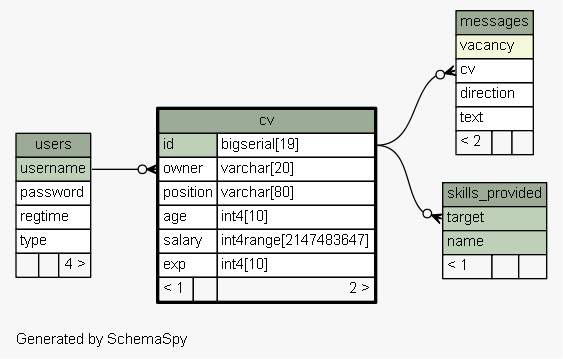 users
username
password
regtime
type
4 >
cv
id bigserial[19]
owner varchar[20]
position varchar[80]
age int4[10]
salary int4range[2147483647]
exp int4[10]
< 1 2 >
messages
vacancy
cv
direction
text
< 2
skills_provided
target
name
< 1
Generated by SchemaSpy